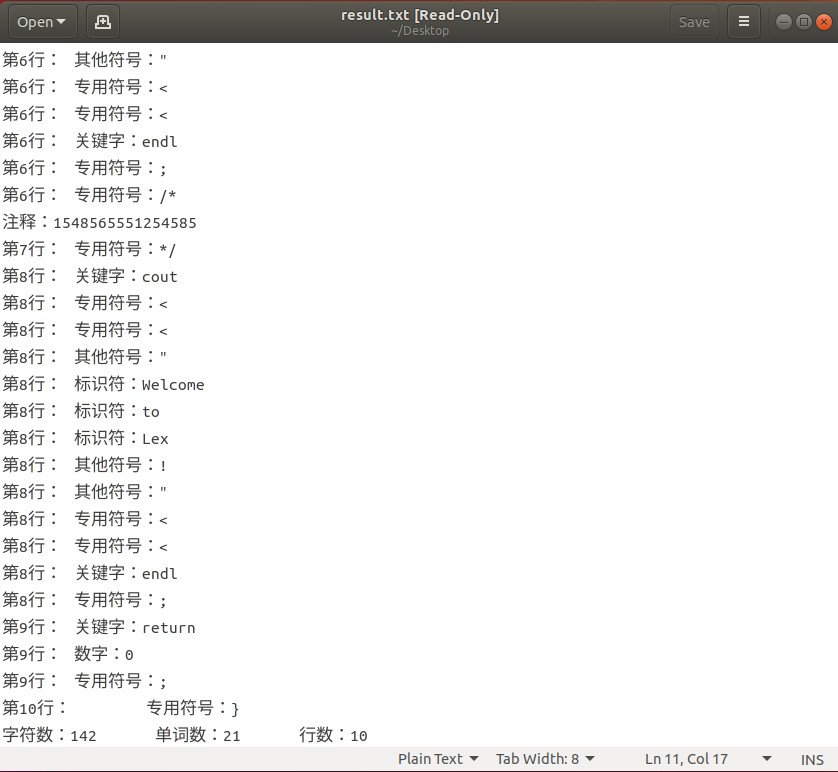 Open
result.txt [Read-Only]
~/Desktop
Save
第6行： 其他符号："
第6行： 专用符号：<
第6行： 专用符号：<
第6行： 关键字：endl
第6行： 专用符号：;
第6行： 专用符号：/*
注释：1548565551254585
第7行： 专用符号：*/
第8行： 关键字：cout
第8行： 专用符号：<
第8行： 专用符号：<
第8行： 其他符号："
第8行： 标识符：Welcome
第8行： 标识符：to
第8行： 标识符：Lex
第8行： 其他符号：!
第8行： 其他符号："
第8行： 专用符号：<
第8行： 专用符号：<
第8行： 关键字：endl
第8行： 专用符号：;
第9行： 关键字：return
第9行： 数字：0
第9行： 专用符号：;
第10行： 专用符号：}
字符数：142 单词数：21 行数：10
Plain Text Tab Width: 8 Ln 11, Col 17 INS